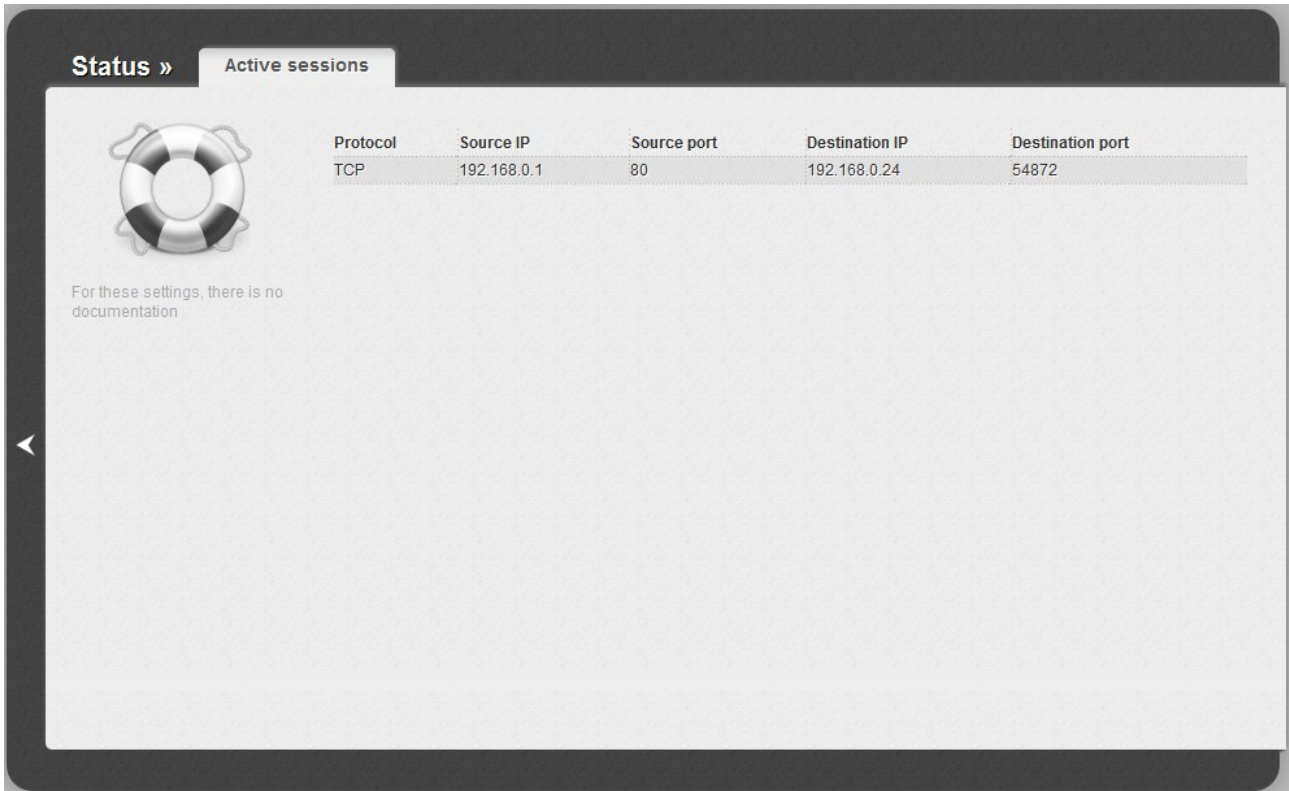 Status »
Active sessions
Protocol Source IP Source port Destination IP Destination port
TCP 192.168.0.1 80 192.168.0.24 54872
For these settings, there is no
documentation